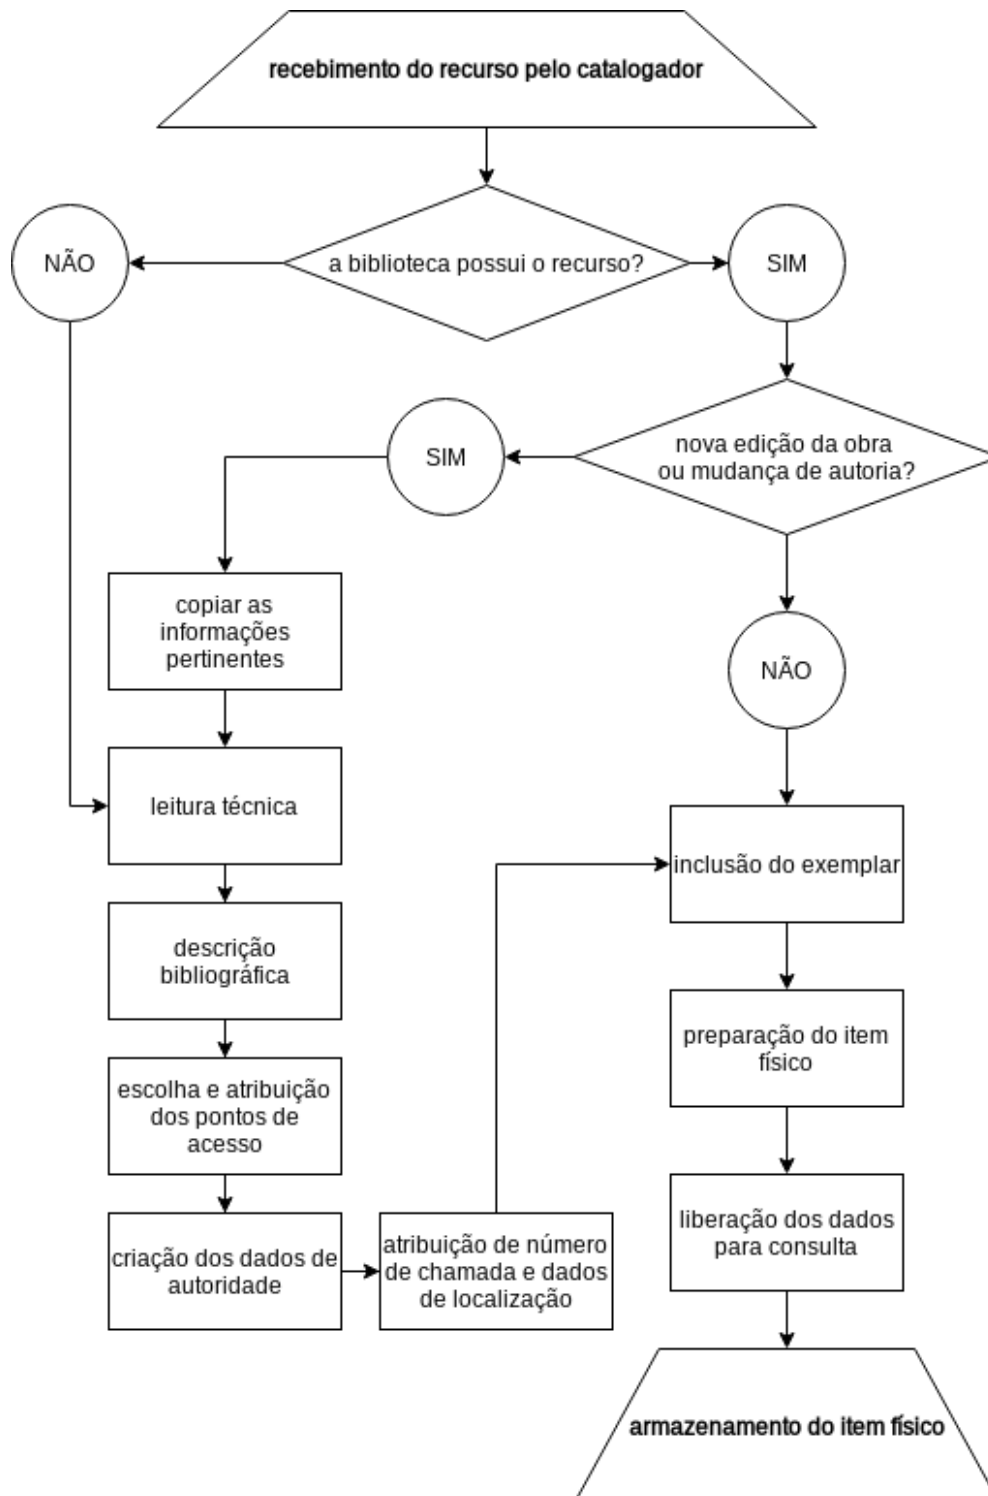 recebimento do recurso pelo catalogador
NÃO
a biblioteca possui o recurso?
SIM
SIM
nova edição da obra
ou mudança de autoria?
copiar as
informações
pertinentes
NÃO
leitura técnica
inclusão do exemplar
descrição
bibliográfica
preparação do item
físico
escolha e atribuição
dos pontos de
acesso
criação dos dados de
autoridade
atribuição de número
de chamada e dados
de localização
liberação dos dados
para consulta
armazenamento do item físico